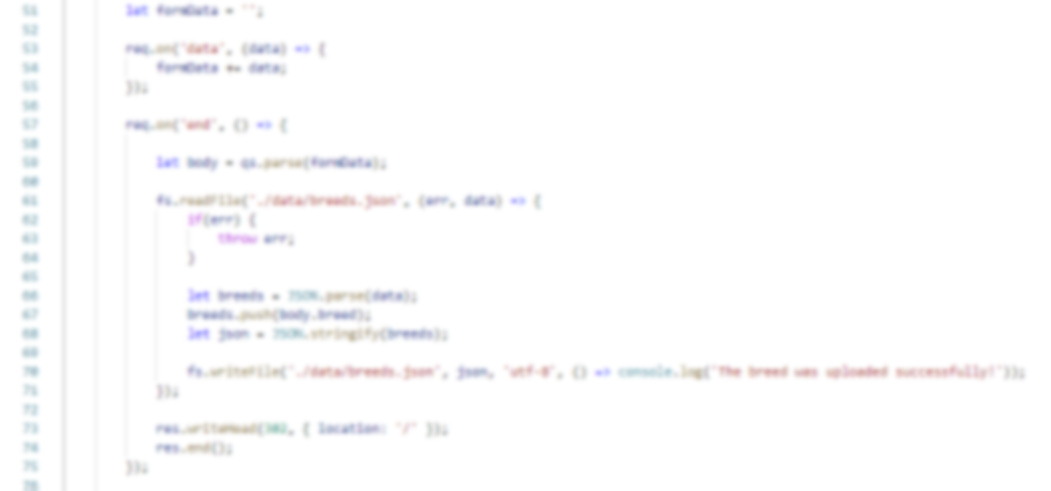 51 let formData = '';
52
53 req.on('data', (data) => {
54 formData += data;
55 });
56
57 req.on('end', () => {
58
59 let body = qs.parse(formData);
60
61 fs.readFile('./data/breeds.json', (err, data) => {
62 if(err) {
63 throw err;
64 }
65
66 let breeds = JSON.parse(data);
67 breeds.push(body.breed);
68 let json = JSON.stringify(breeds);
69
70 fs.writeFile('./data/breeds.json', json, 'utf-8', () => console.log('The breed was uploaded successfully!'));
71 });
72
73 res.writeHead(302, { location: '/' });
74 res.end();
75 });
76